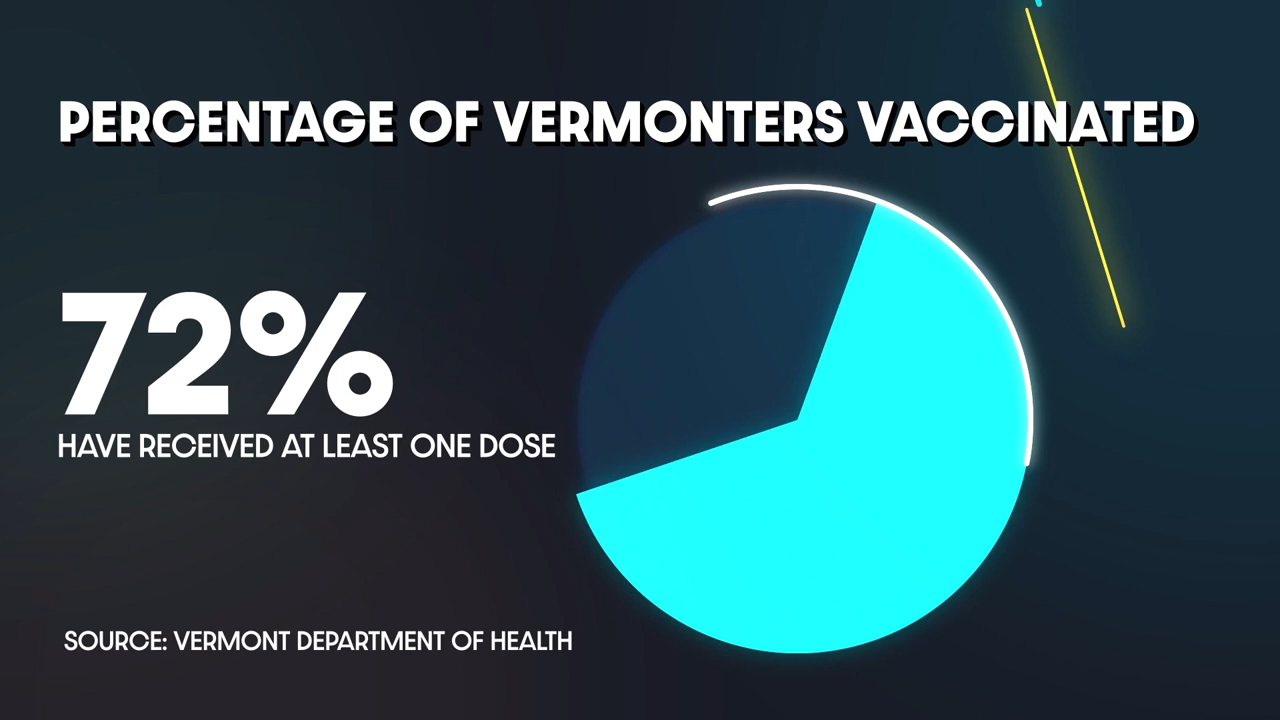 PERCENTAGE OF VERMONTERS VACCINATED
72%
HAVE RECEIVED AT LEAST ONE DOSE
SOURCE: VERMONT DEPARTMENT OF HEALTH